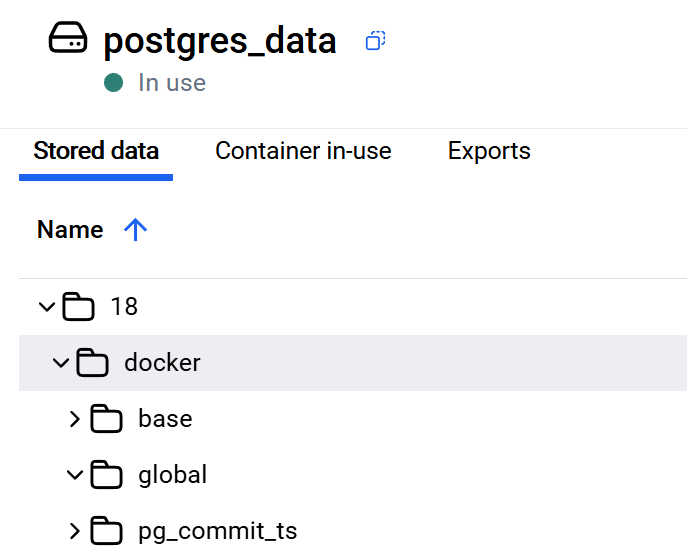 postgres_data
In use
Stored data Container in-use Exports
Name
18
docker
base
global
pg_commit_ts